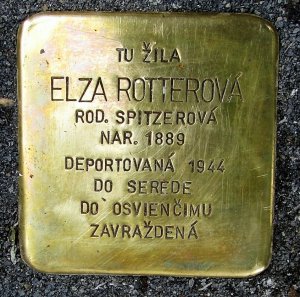 TU ŽILA
ELZA ROTTEROVÁ
ROD. SPITZEROVÁ
NAR. 1889
DEPORTOVANÁ 1944
DO SEREDE
DO OSVIENČIMU
ZAVRAŽDENÁ